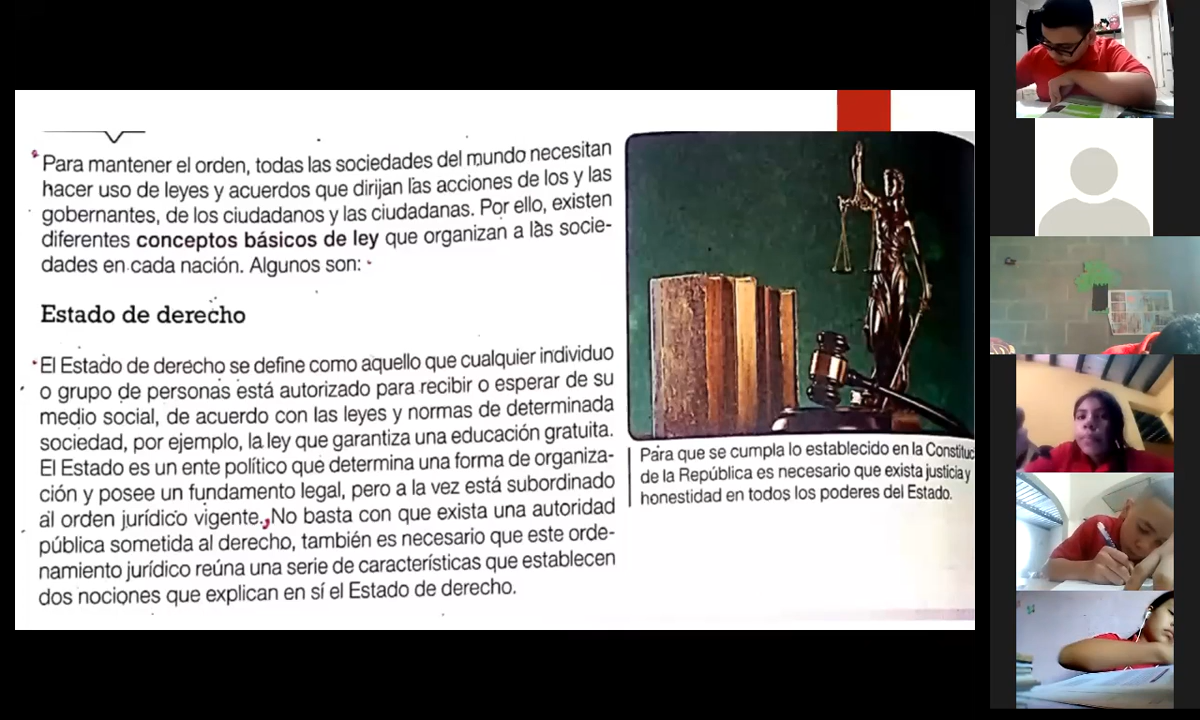 Para mantener el orden, todas las sociedades del mundo necesitan
hacer uso de leyes y acuerdos que dirijan las acciones de los y las
gobernantes, de los ciudadanos y las ciudadanas. Por ello, existen
diferentes conceptos básicos de ley que organizan a las socie-
dades en cada nación. Algunos son:
Estado de derecho
El Estado de derecho se define como aquello que cualquier individuo
o grupo de personas está autorizado para recibir o esperar de su
medio social, de acuerdo con las leyes y normas de determinada
sociedad, por ejemplo, la ley que garantiza una educación gratuita.
El Estado es un ente político que determina una forma de organiza-
ción y posee un fundamento legal, pero a la vez está subordinado
al orden jurídico vigente. No basta con que exista una autoridad
pública sometida al derecho, también es necesario que este orde-
namiento jurídico reúna una serie de características que establecen
dos nociones que explican en sí el Estado de derecho.
Para que se cumpla lo establecido en la Constituc
de la República es necesario que exista justicia y
honestidad en todos los poderes del Estado.